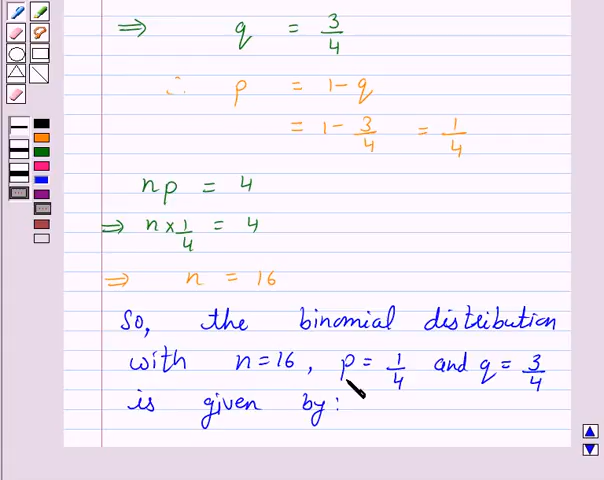 ⇒ q = 3/4
∴ p = 1 - q
= 1 - 3/4 = 1/4
np = 4
⇒ n × 1/4 = 4
⇒ n = 16
So, the binomial distribution
with n = 16, p = 1/4 and q = 3/4
is given by: